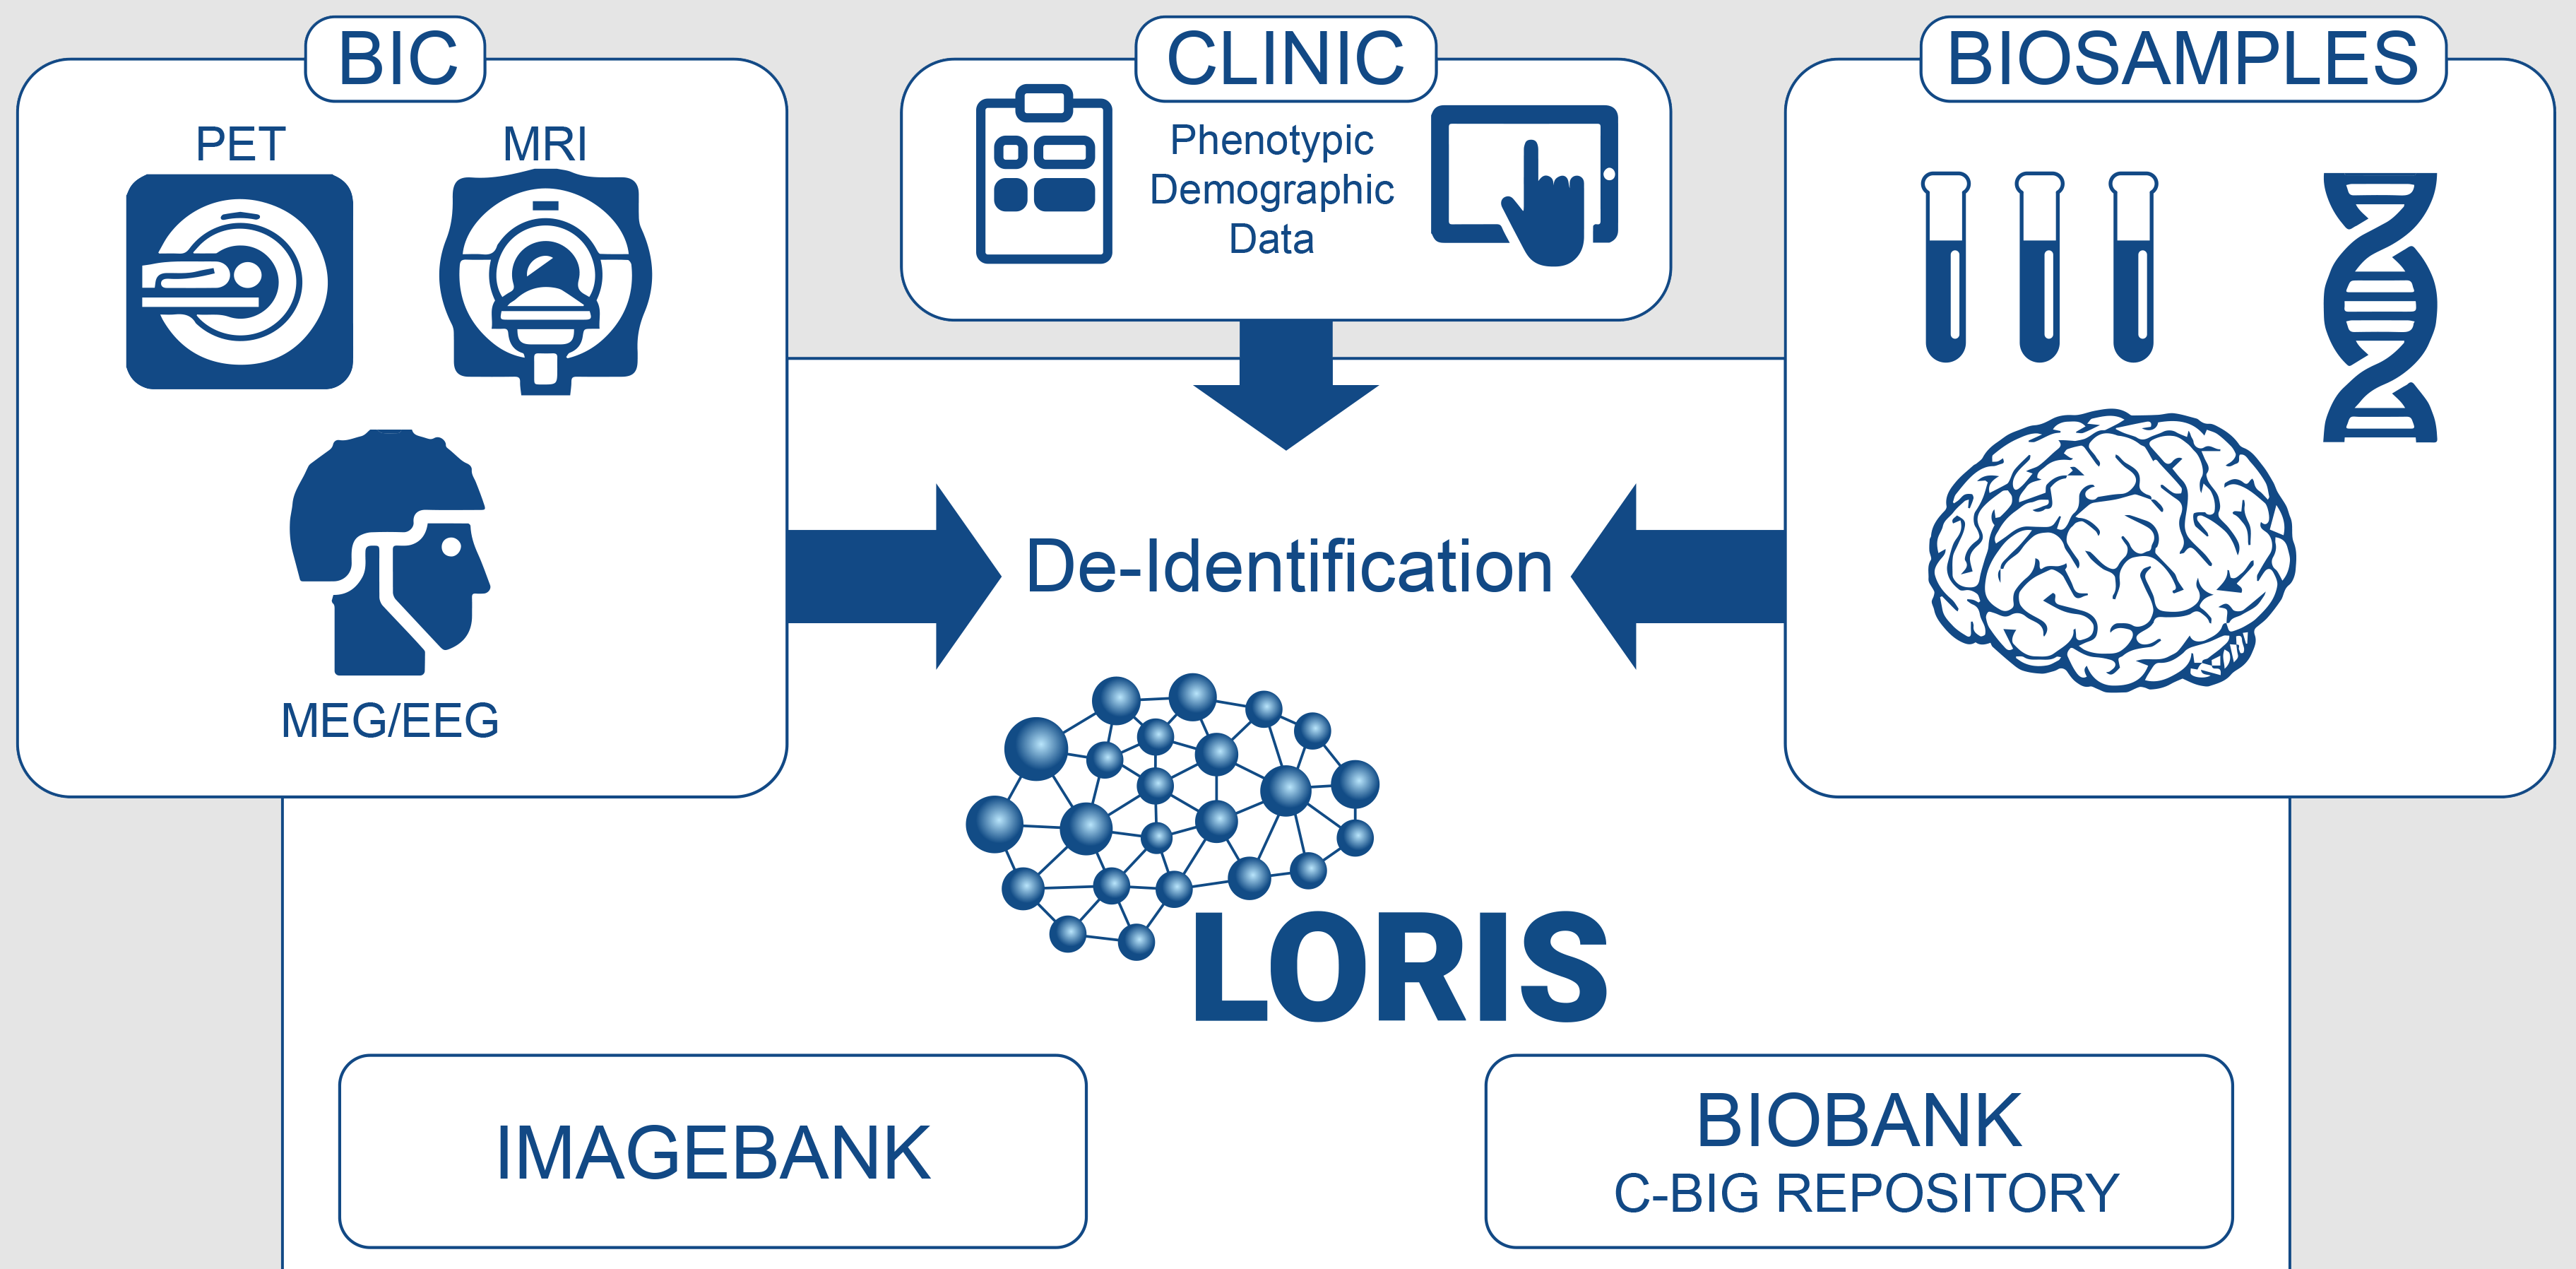 BIC
PET
MRI
MEG/EEG
CLINIC
Phenotypic
Demographic
Data
BIOSAMPLES
De-Identification
LORIS
IMAGEBANK
BIOBANK
C-BIG REPOSITORY